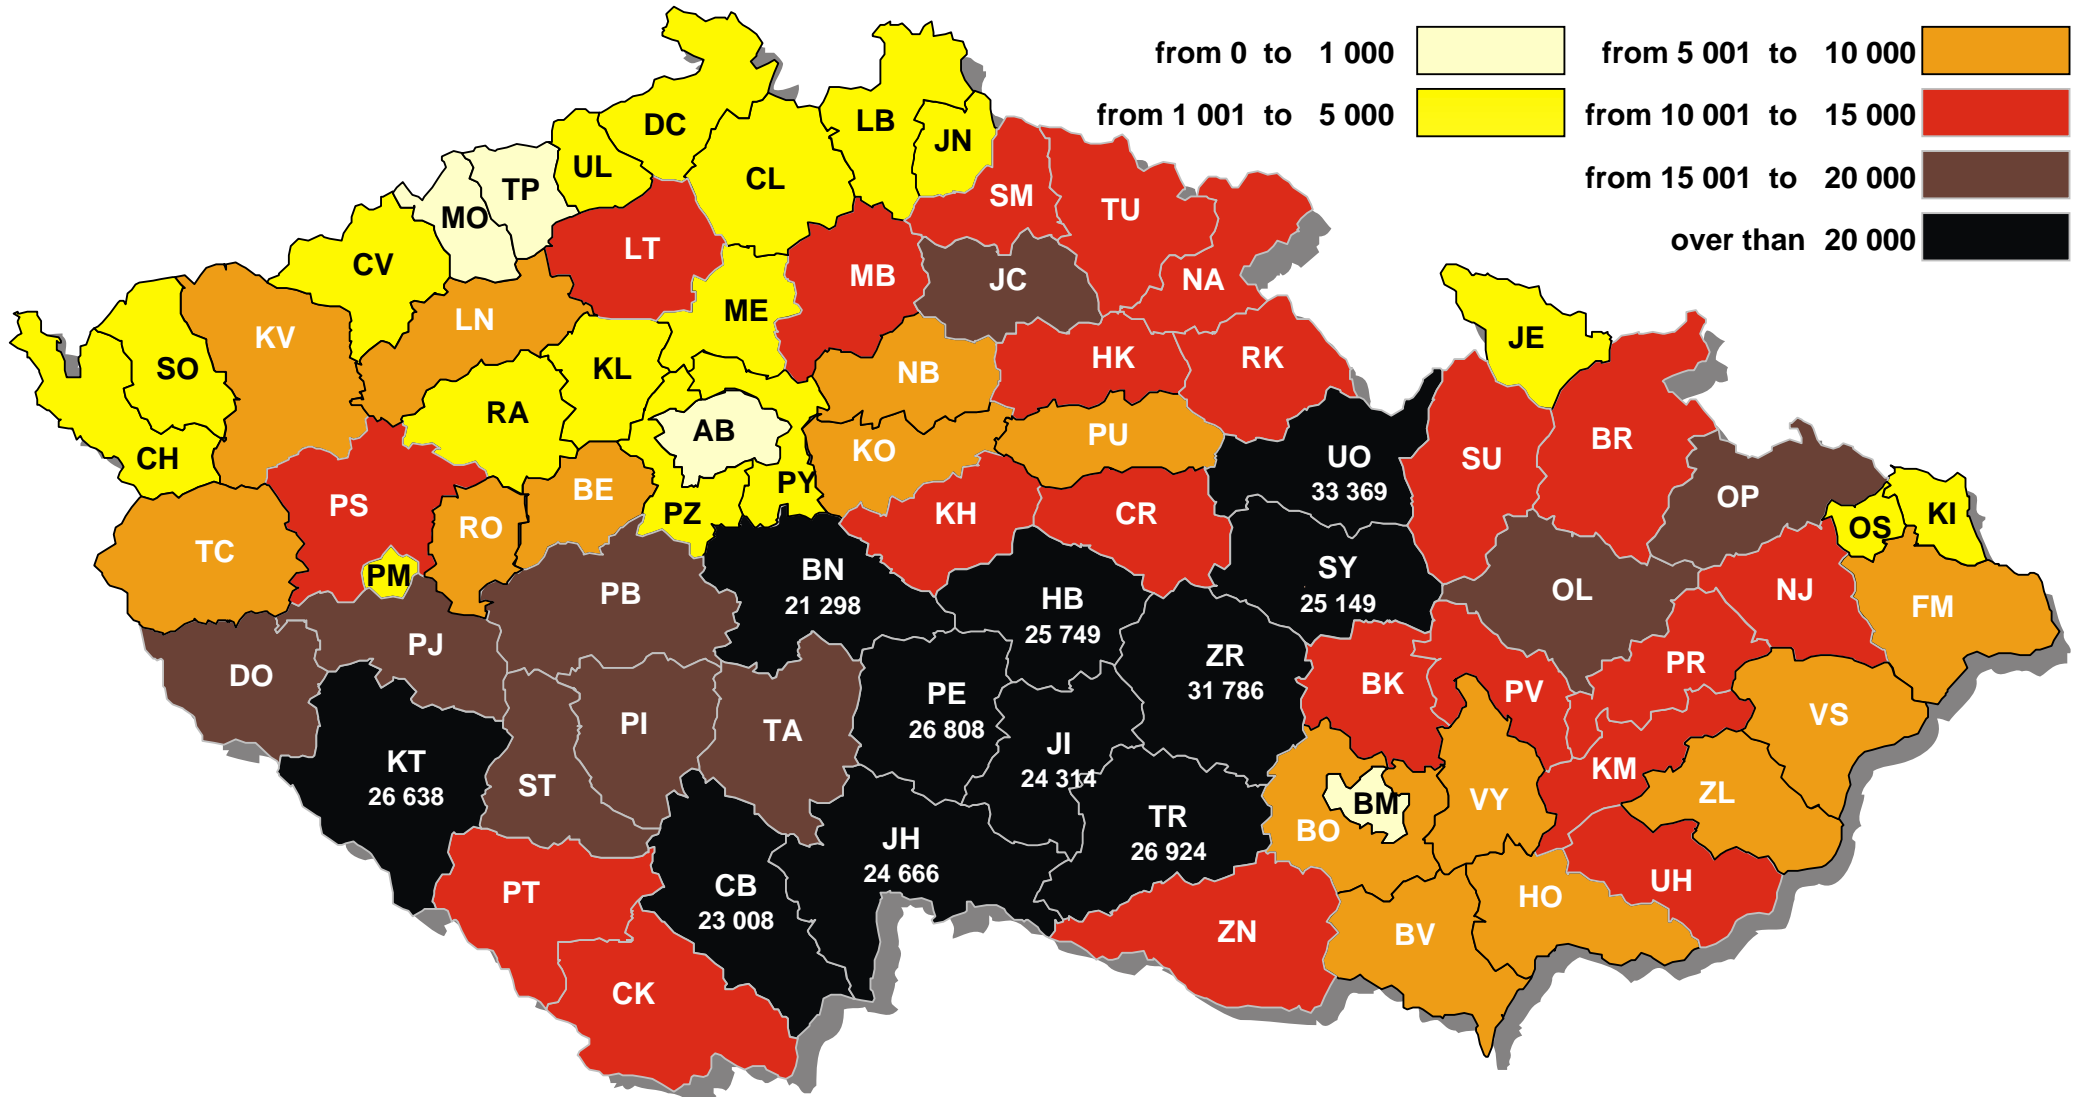 from 0 to 1 000
from 5 001 to 10 000
from 1 001 to 5 000
from 10 001 to 15 000
from 15 001 to 20 000
over than 20 000
DC
LB
JN
UL
CL
TP
MO
SM
TU
LT
CV
MB
JC
NA
ME
KV
LN
JE
SO
KL
NB
HK
RK
RA
AB
KO
PU
BR
CH
UO
33 369
SU
PS
BE
PY
PZ
KH
CR
OP
KI
OS
RO
TC
PM
BN
21 298
SY
25 149
PB
HB
25 749
OL
NJ
FM
PJ
DO
ZR
31 786
PR
BK
PV
PE
26 808
PI
TA
VS
JI
24 314
KT
26 638
ST
KM
ZL
VY
BM
BO
TR
26 924
JH
24 666
CB
23 008
PT
UH
HO
ZN
BV
CK